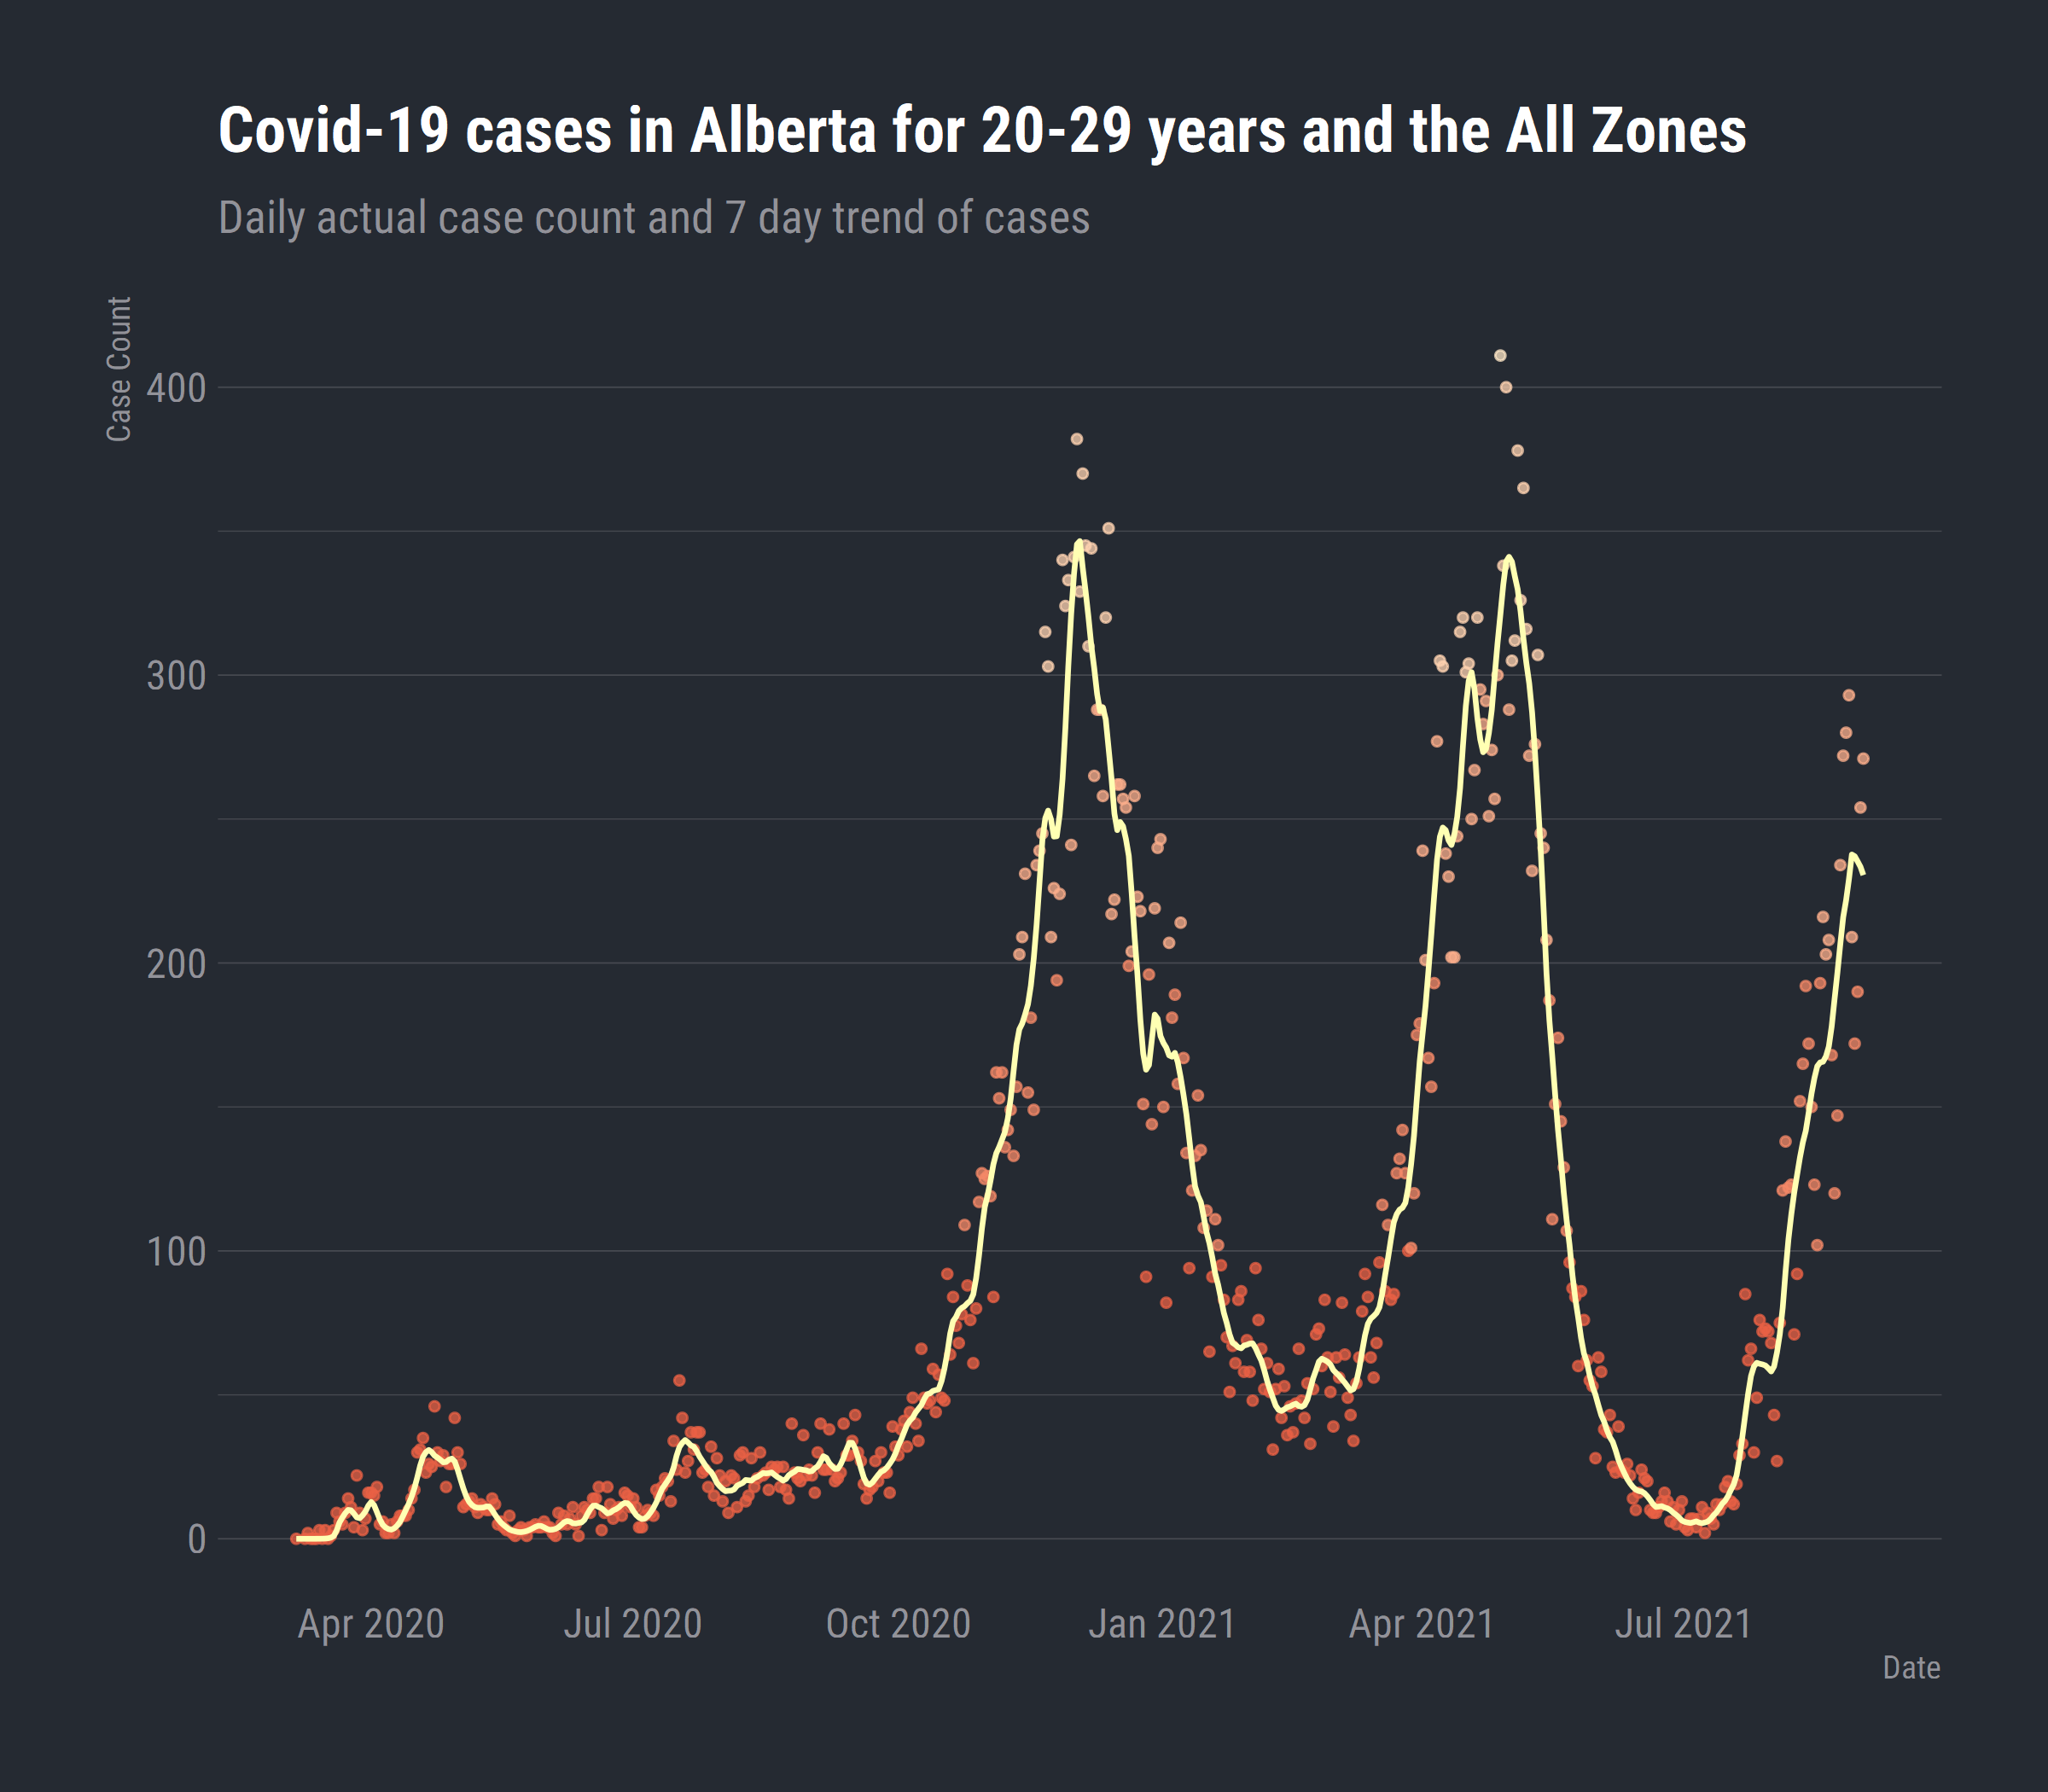 Covid-19 cases in Alberta for 20-29 years and the All Zones
Daily actual case count and 7 day trend of cases
Case Count
400
300
200
100
0
Apr 2020 Jul 2020 Oct 2020 Jan 2021 Apr 2021 Jul 2021
Date